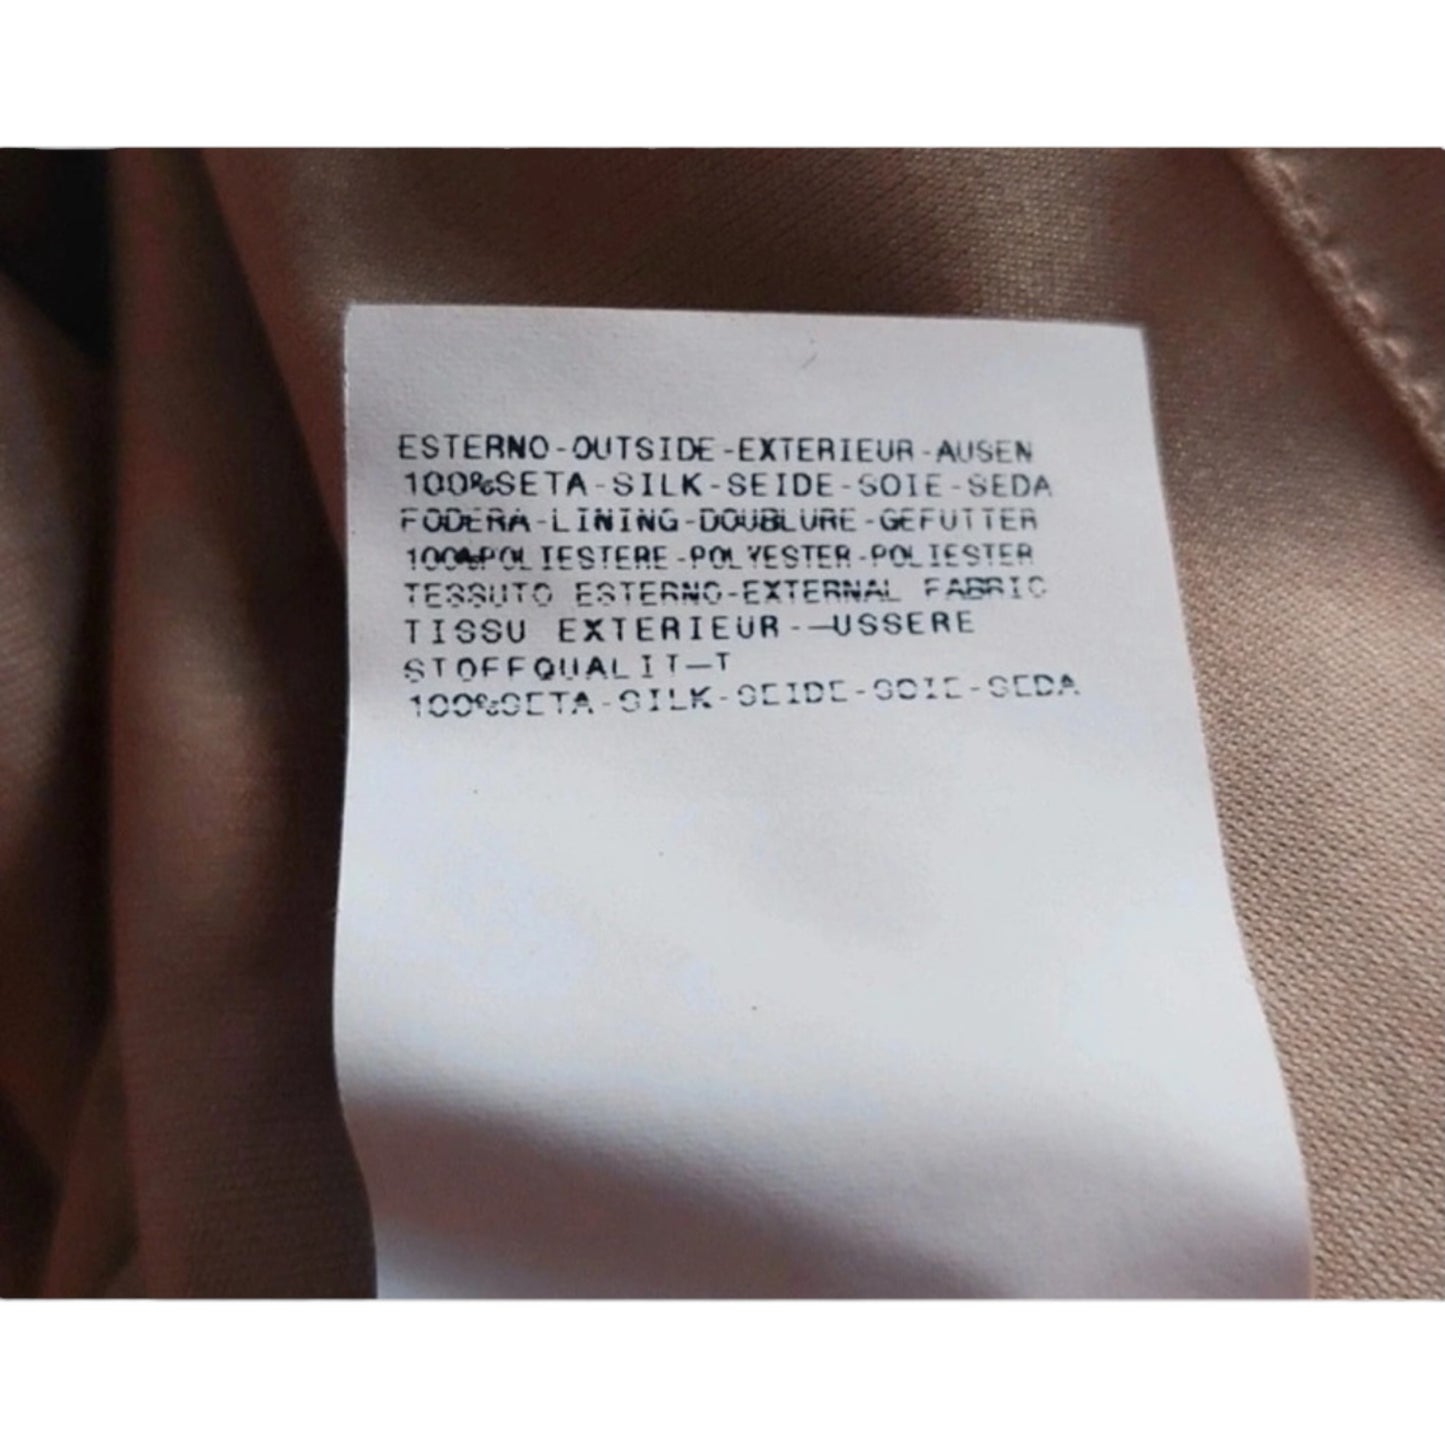 ESTERNO-OUTSIDE-EXTERIEUR-AUSEN
100%SETA-SILK-SEIDE-SOIE-SEDA
FODERA-LINING-DOUBLURE-GEFUTTER
100%POLIESTERE-POLYESTER-POLIESTER
TESSUTO ESTERNO-EXTERNAL FABRIC
TISSU EXTERIEUR-—USSERE
STOFFQUALIT—T
100%SETA-SILK-SEIDE-SOIE-SEDA